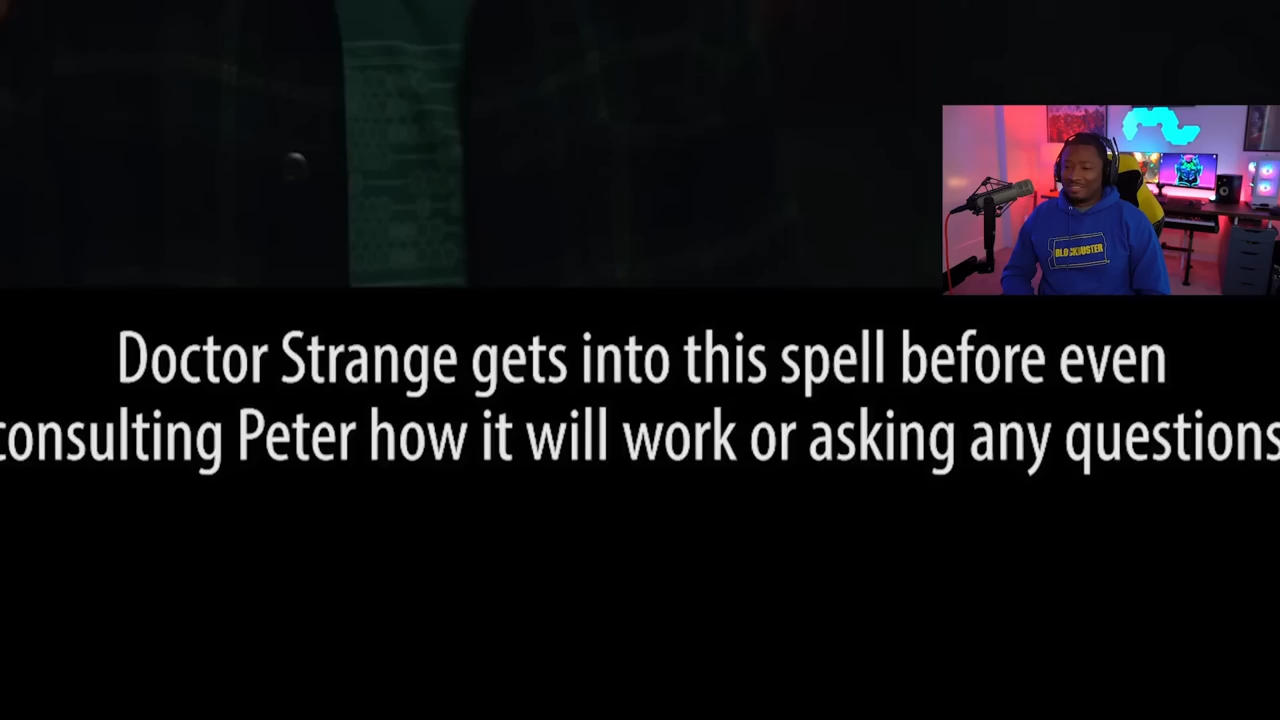 BLOCKBUSTER
Doctor Strange gets into this spell before even
consulting Peter how it will work or asking any questions